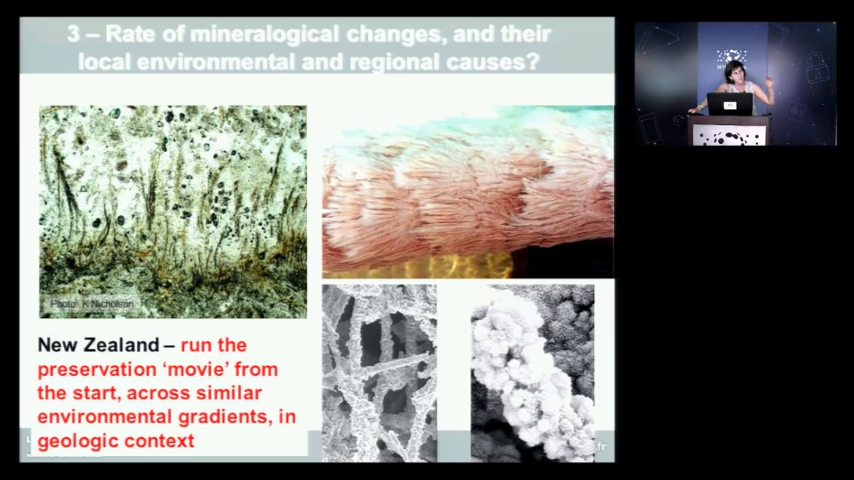 3 – Rate of mineralogical changes, and their
local environmental and regional causes?
Photo: K Nicholson
New Zealand – run the
preservation ‘movie’ from
the start, across similar
environmental gradients, in
geologic context
.fr